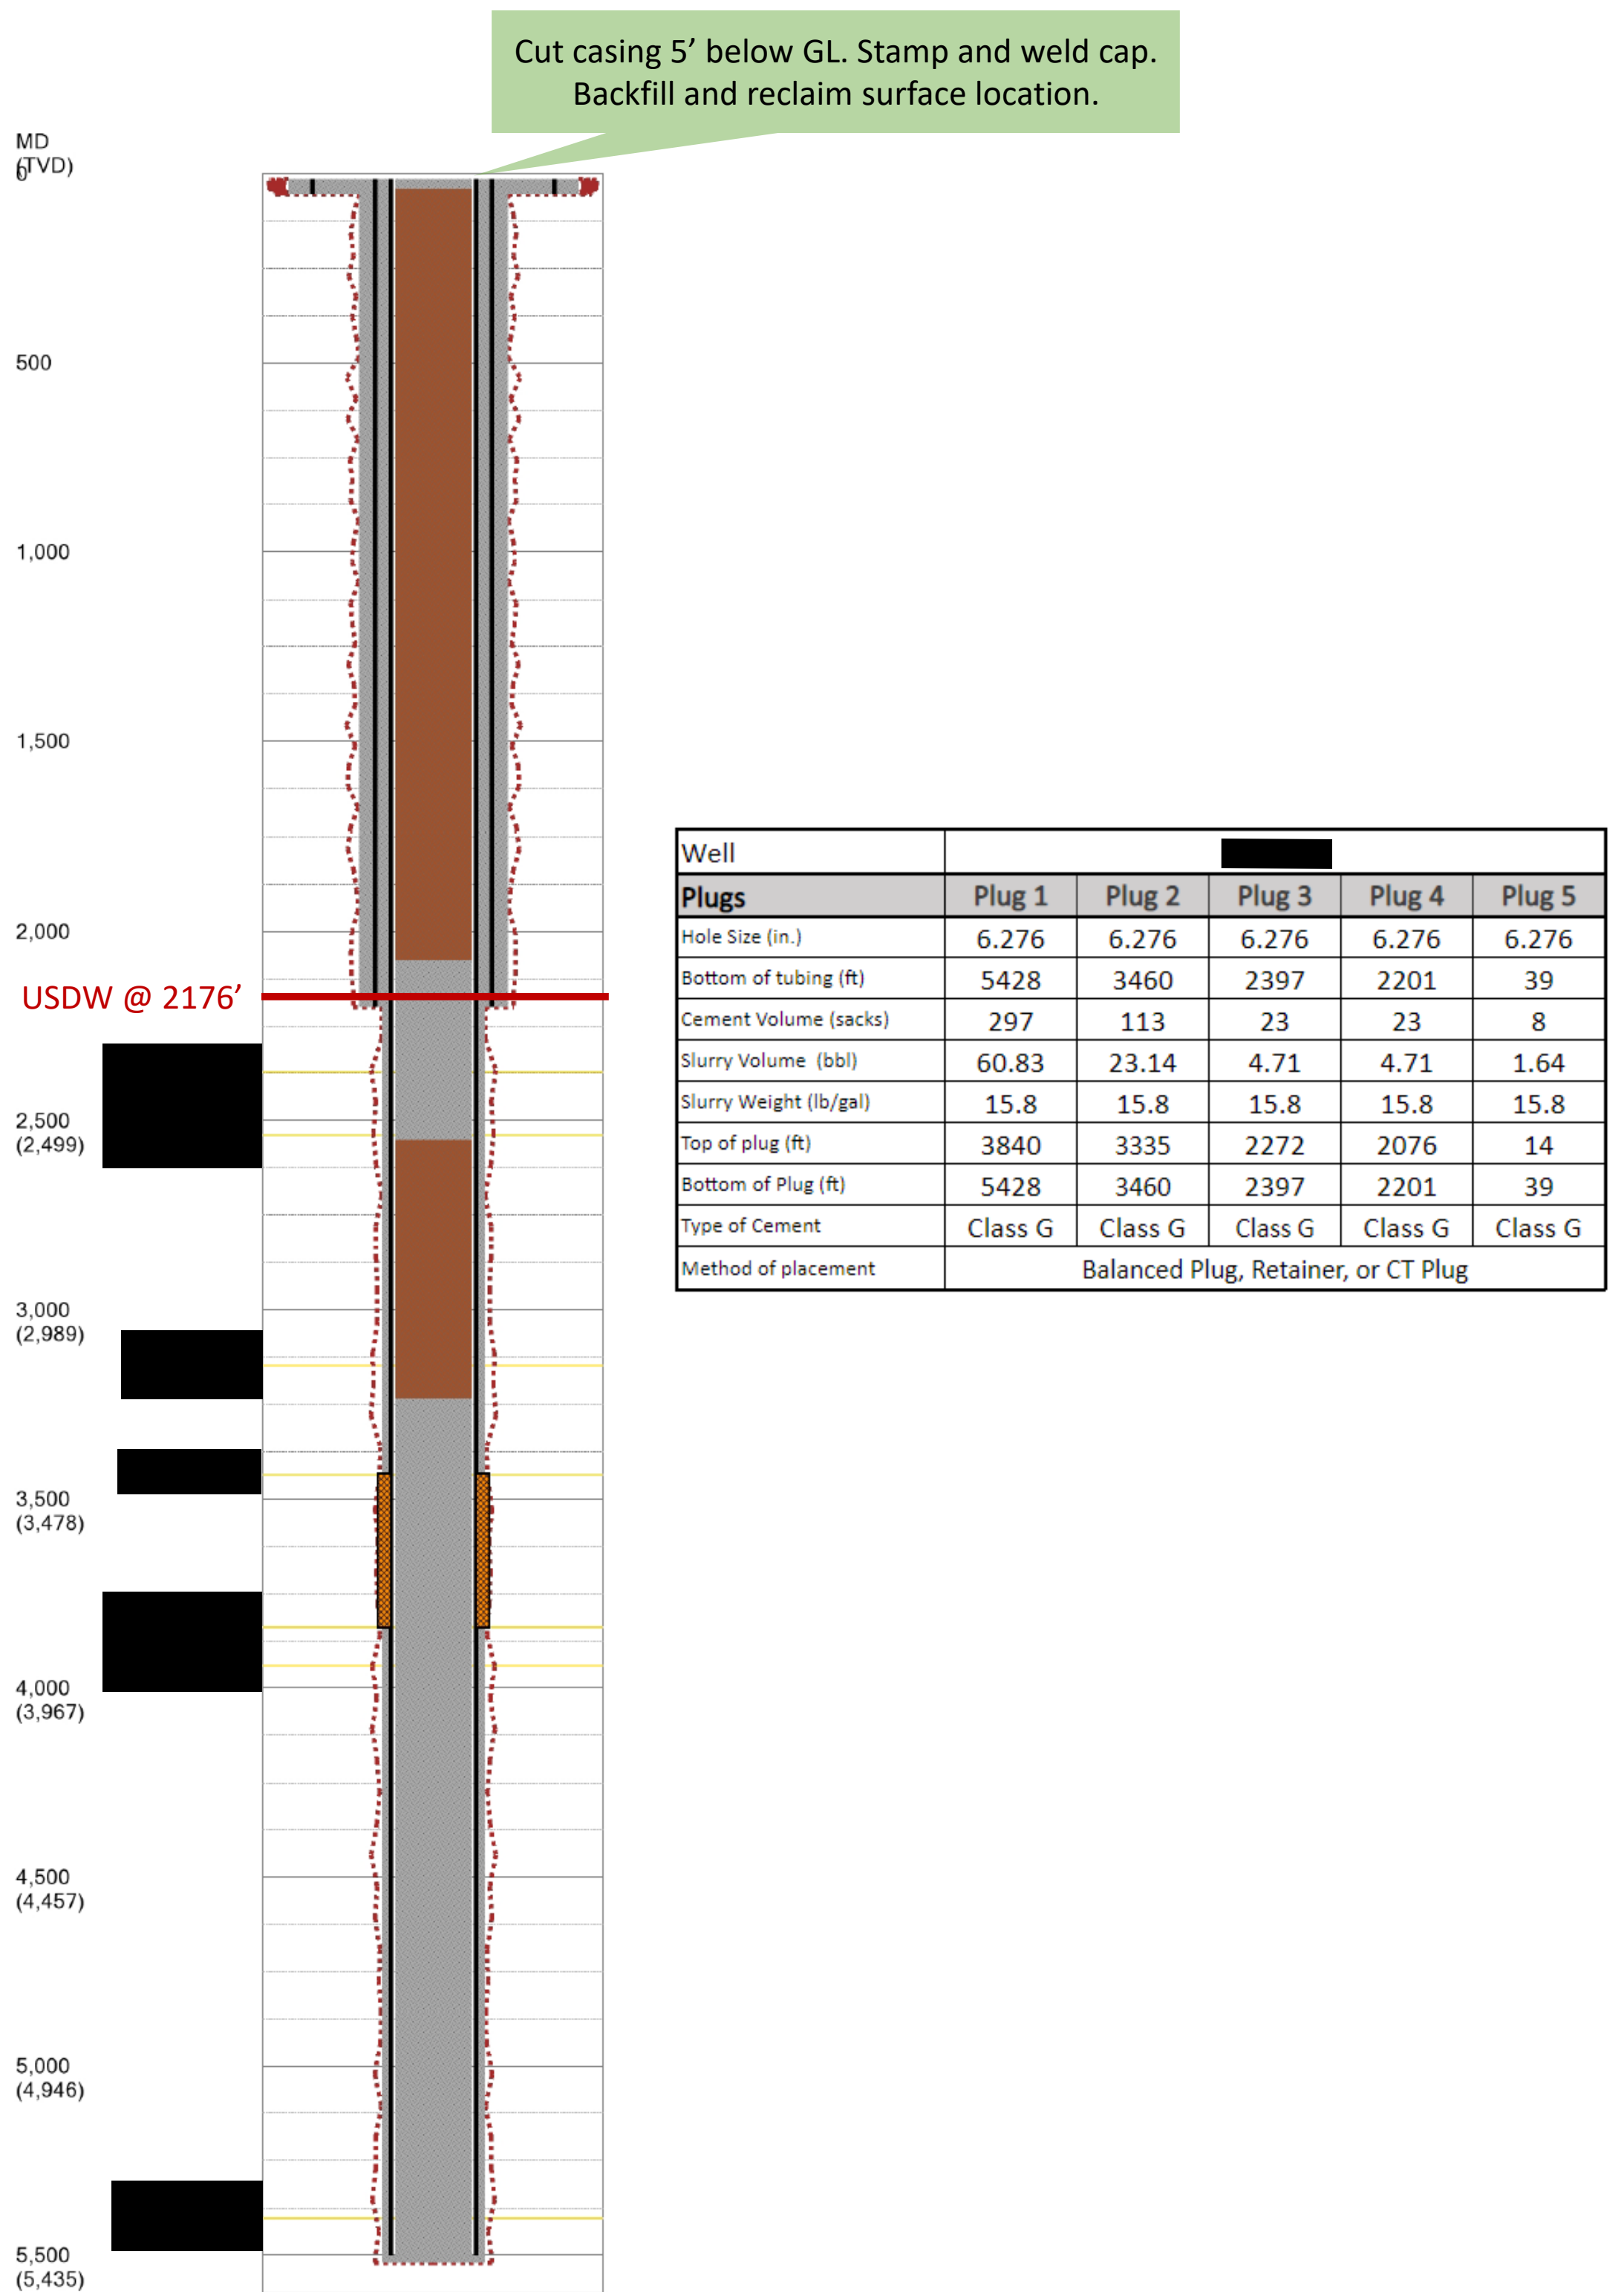 Cut casing 5’ below GL. Stamp and weld cap.
Backfill and reclaim surface location.
MD
(TVD)
0
500
1,000
1,500
2,000
USDW @ 2176’
2,500
(2,499)
3,000
(2,989)
3,500
(3,478)
4,000
(3,967)
4,500
(4,457)
5,000
(4,946)
5,500
(5,435)
Well
Plugs Plug 1 Plug 2 Plug 3 Plug 4 Plug 5
Hole Size (in.) 6.276 6.276 6.276 6.276 6.276
Bottom of tubing (ft) 5428 3460 2397 2201 39
Cement Volume (sacks) 297 113 23 23 8
Slurry Volume (bbl) 60.83 23.14 4.71 4.71 1.64
Slurry Weight (lb/gal) 15.8 15.8 15.8 15.8 15.8
Top of plug (ft) 3840 3335 2272 2076 14
Bottom of Plug (ft) 5428 3460 2397 2201 39
Type of Cement Class G Class G Class G Class G Class G
Method of placement Balanced Plug, Retainer, or CT Plug